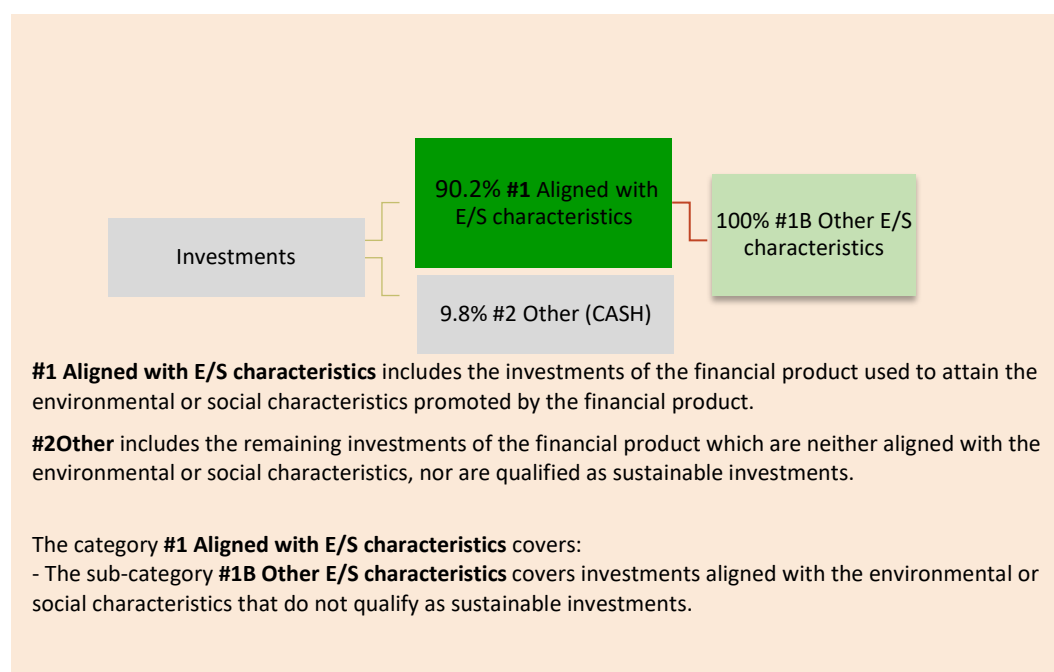 90.2% #1 Aligned with
E/S characteristics
100% #1B Other E/S
characteristics
Investments
9.8% #2 Other (CASH)
#1 Aligned with E/S characteristics includes the investments of the financial product used to attain the
environmental or social characteristics promoted by the financial product.
#2Other includes the remaining investments of the financial product which are neither aligned with the
environmental or social characteristics, nor are qualified as sustainable investments.
The category #1 Aligned with E/S characteristics covers:
- The sub-category #1B Other E/S characteristics covers investments aligned with the environmental or
social characteristics that do not qualify as sustainable investments.